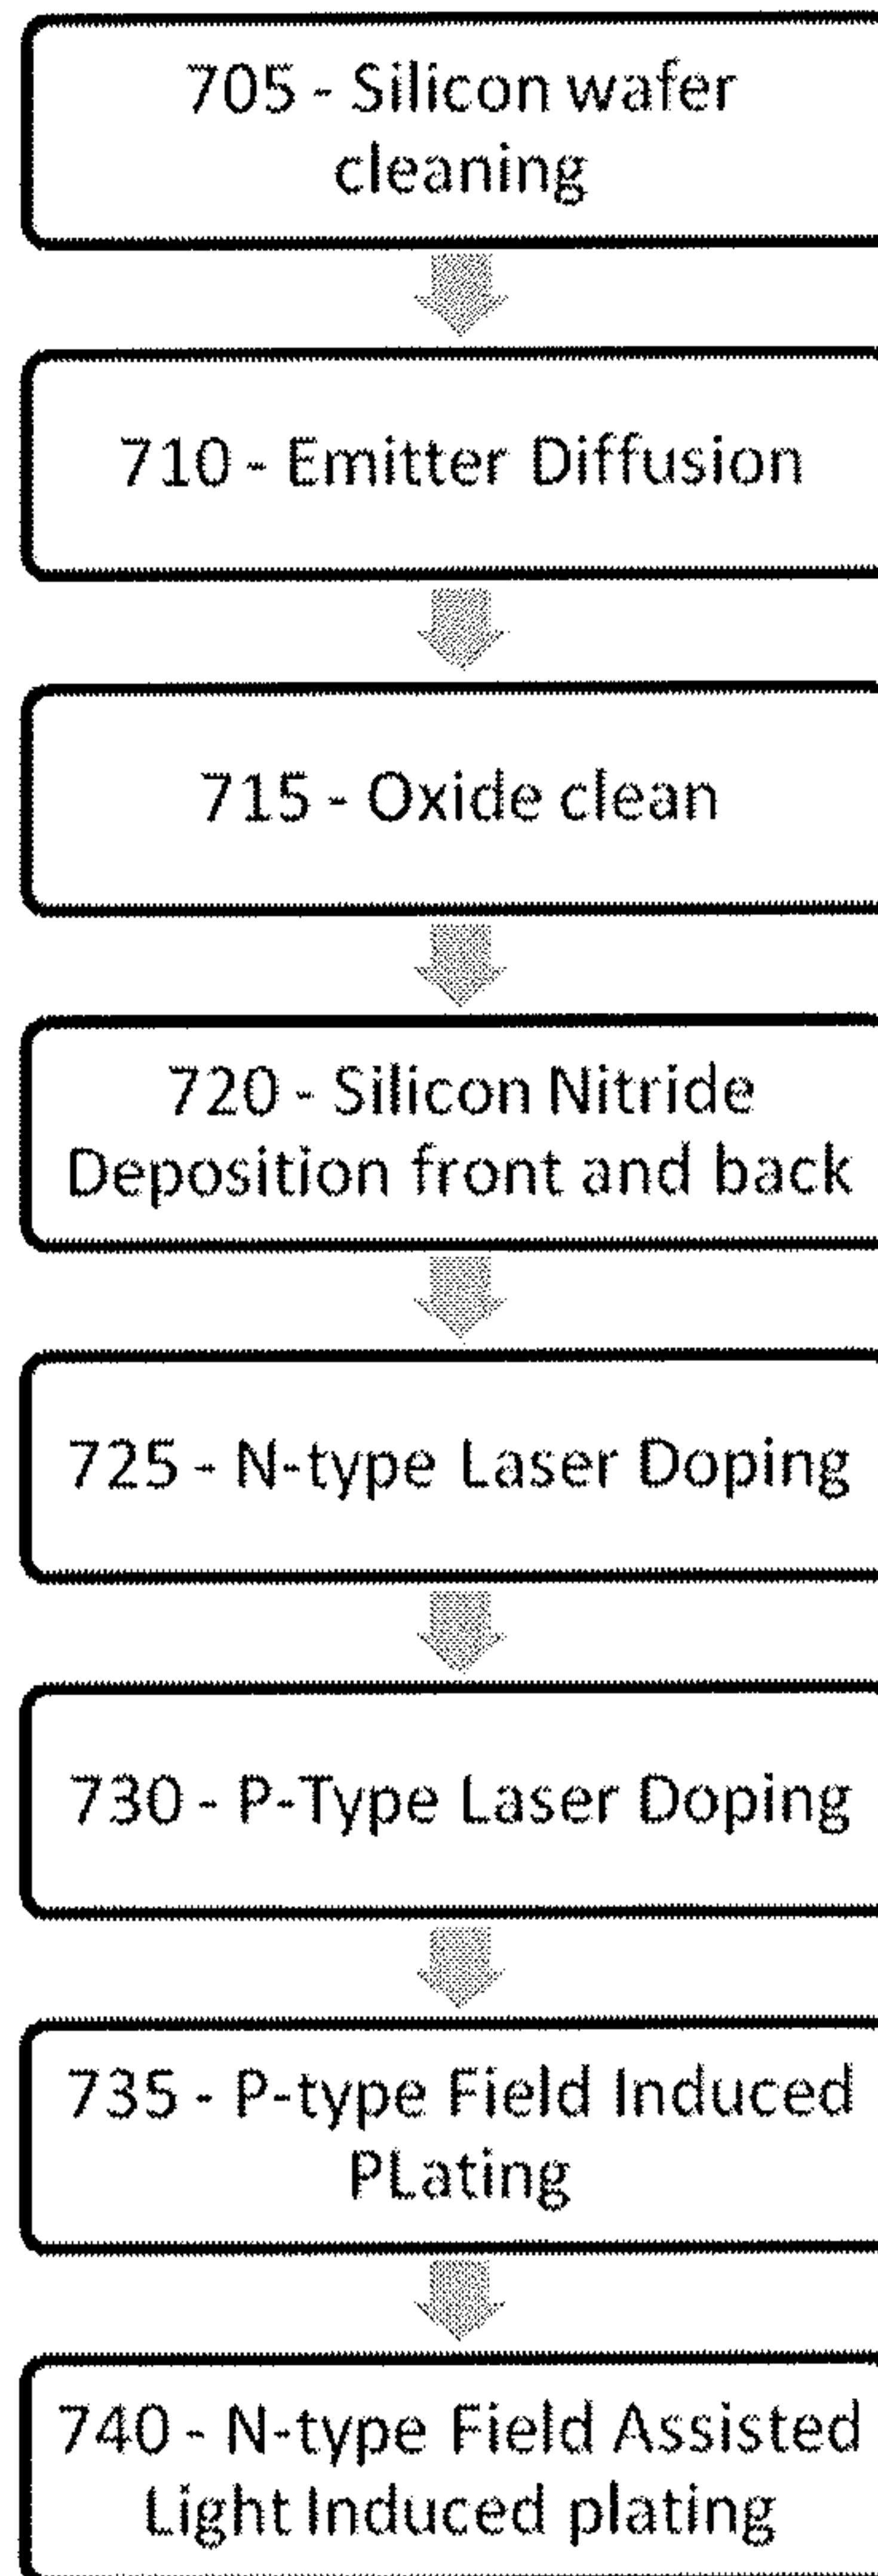 705 - Silicon wafer
cleaning
710 - Emitter Diffusion
715 - Oxide clean
720 - Silicon Nitride
Deposition front and back
725 - N-type Laser Doping
730 - P-Type Laser Doping
735 - P-type Field Induced
PLating
740 - N-type Field Assisted
Light Induced plating